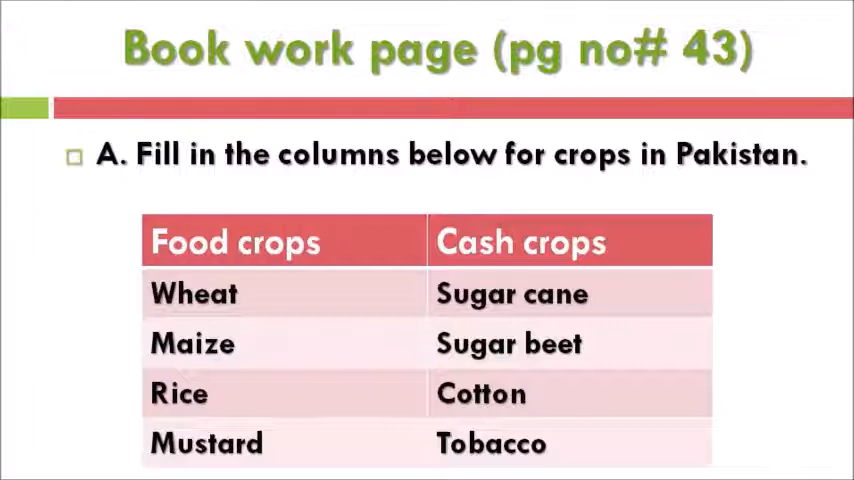 Book work page (pg no# 43)
A. Fill in the columns below for crops in Pakistan.
Food crops Cash crops
Wheat Sugar cane
Maize Sugar beet
Rice Cotton
Mustard Tobacco